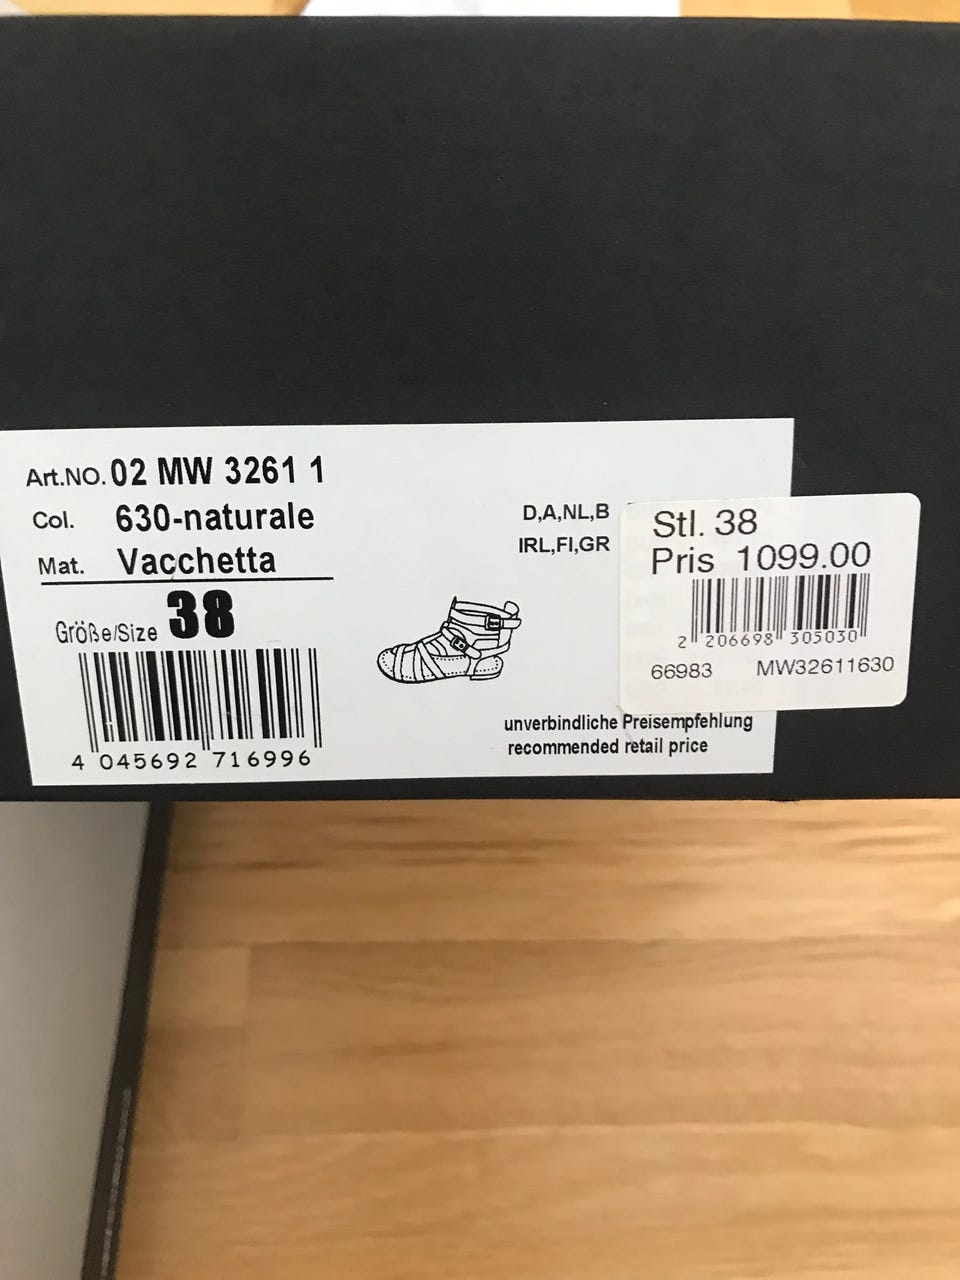 Art.NO. 02 MW 3261 1
Col. 630-naturale
Mat. Vacchetta
Größe/Size 38
4 045692 716996
D,A,NL,B
IRL,FI,GR
unverbindliche Preisempfehlung
recommended retail price
Stl. 38
Pris 1099.00
2 206698 305030
66983 MW32611630